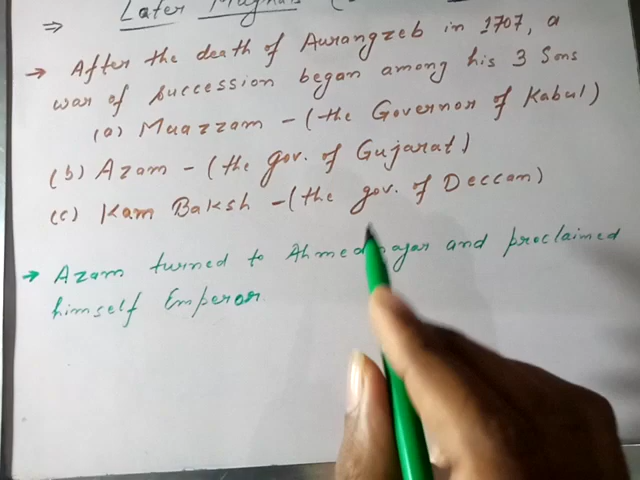 ⇒ Later Mughals (
→ After the death of Aurangzeb in 1707, a
war of succession began among his 3 Sons
(a) Muazzam - (the Governor of Kabul)
(b) Azam - (the gov. of Gujarat)
(c) Kam Baksh - (the gov. of Deccan)
→ Azam turned to Ahmednagar and proclaimed
himself Emperor.